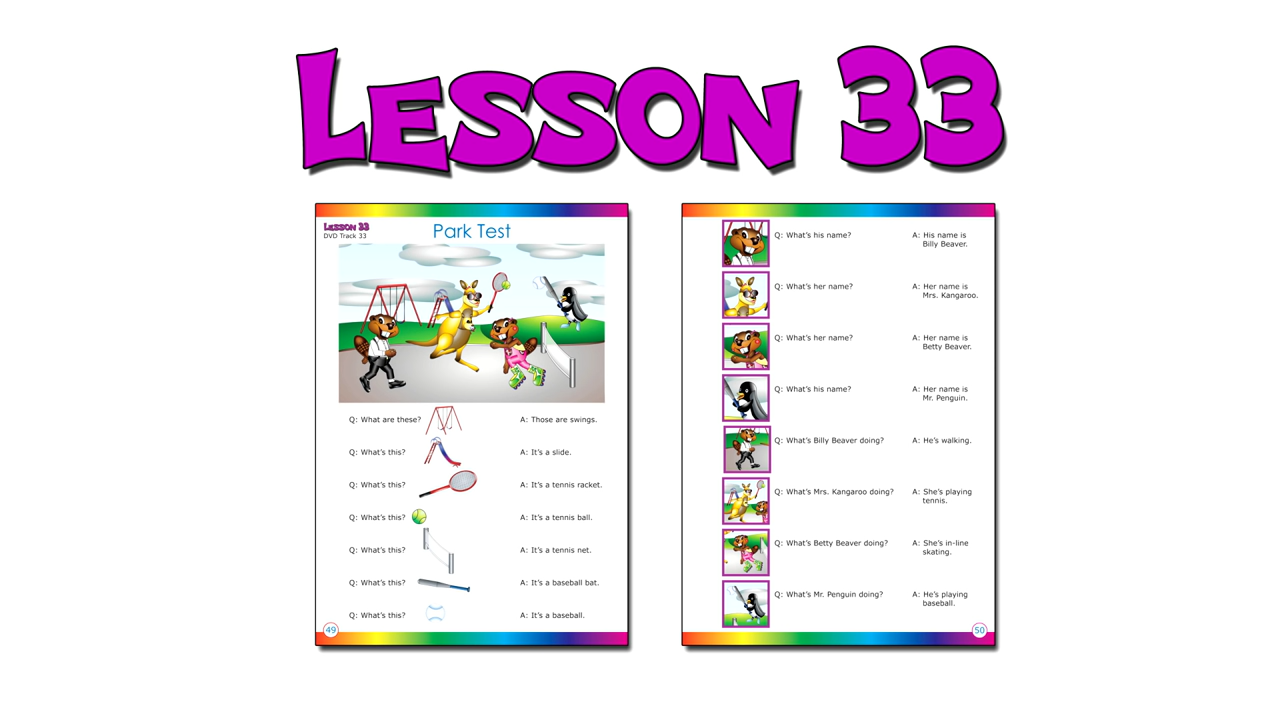 LESSON 33
LESSON 33
DVD Track 33
Park Test
Q: What are these? A: Those are swings.
Q: What's this? A: It's a slide.
Q: What's this? A: It's a tennis racket.
Q: What's this? A: It's a tennis ball.
Q: What's this? A: It's a tennis net.
Q: What's this? A: It's a baseball bat.
Q: What's this? A: It's a baseball.
49
Q: What's his name? A: His name is
Billy Beaver.
Q: What's her name? A: Her name is
Mrs. Kangaroo.
Q: What's her name? A: Her name is
Betty Beaver.
Q: What's his name? A: Her name is
Mr. Penguin.
Q: What's Billy Beaver doing? A: He's walking.
Q: What's Mrs. Kangaroo doing? A: She's playing
tennis.
Q: What's Betty Beaver doing? A: She's in-line
skating.
Q: What's Mr. Penguin doing? A: He's playing
baseball.
50